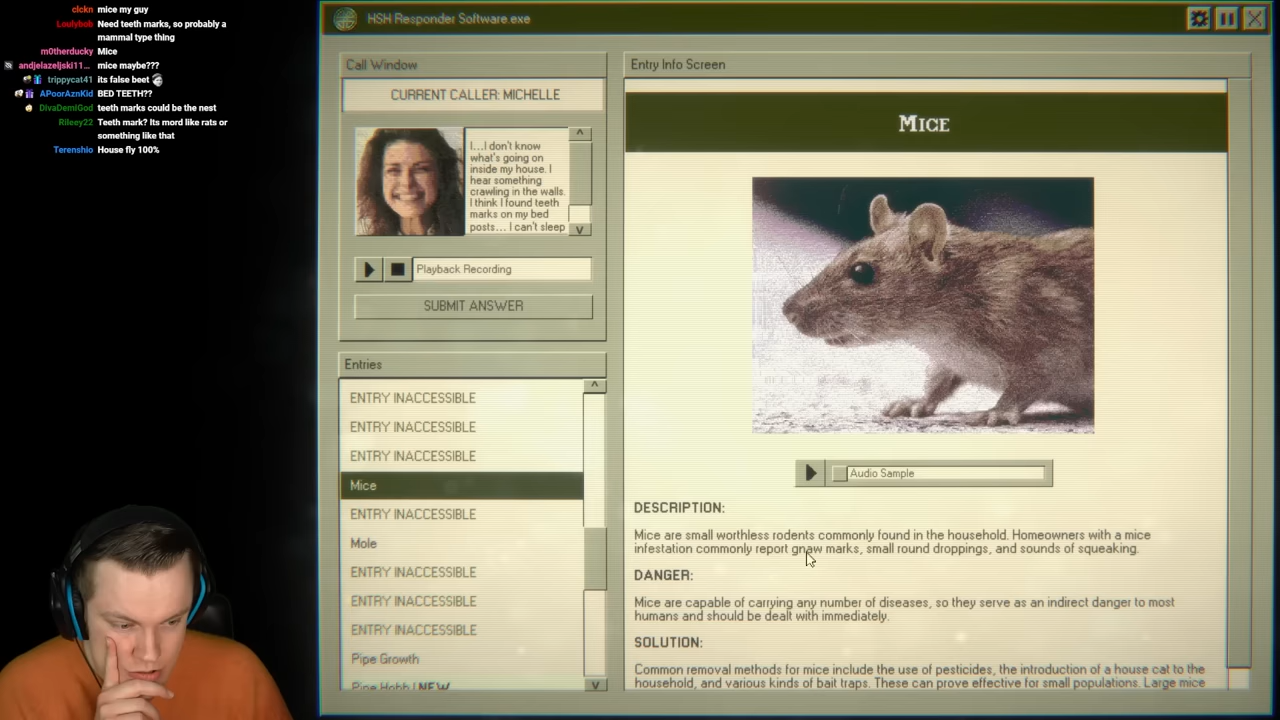 clckn mice my guy
Loulybob Need teeth marks, so probably a
mammal type thing
m0therducky Mice
andjelazeljski11... mice maybe???
trippycat41 its false beet
APoorAznKid BED TEETH??
DivaDemiGod teeth marks could be the nest
Rileey22 Teeth mark? Its mord like rats or
something like that
Terenshio House fly 100%
HSH Responder Software.exe
Call Window
CURRENT CALLER: MICHELLE
I...I don't know
what's going on
inside my house. I
hear something
crawling in the walls.
I think I found teeth
marks on my bed
posts... I can't sleep
Playback Recording
SUBMIT ANSWER
Entries
ENTRY INACCESSIBLE
ENTRY INACCESSIBLE
ENTRY INACCESSIBLE
Mice
ENTRY INACCESSIBLE
Mole
ENTRY INACCESSIBLE
ENTRY INACCESSIBLE
ENTRY INACCESSIBLE
Pipe Growth
NEW
Entry Info Screen
MICE
Audio Sample
DESCRIPTION:
Mice are small worthless rodents commonly found in the household. Homeowners with a mice
infestation commonly report gnaw marks, small round droppings, and sounds of squeaking.
DANGER:
Mice are capable of carrying any number of diseases, so they serve as an indirect danger to most
humans and should be dealt with immediately.
SOLUTION:
Common removal methods for mice include the use of pesticides, the introduction of a house cat to the
household, and various kinds of bait traps. These can prove effective for small populations. Large mice